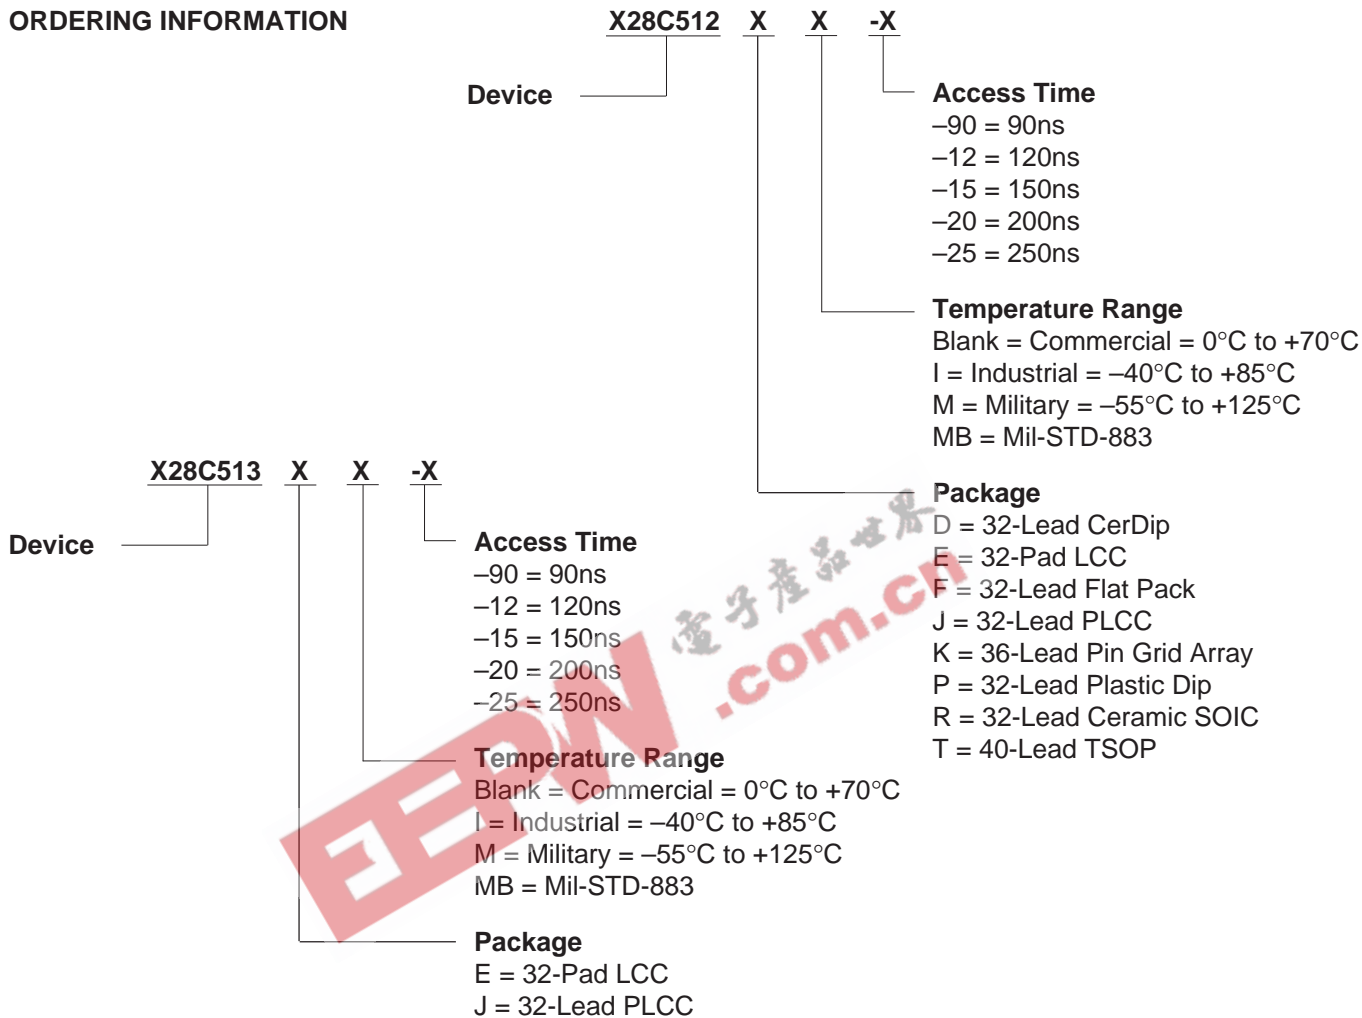 ORDERING INFORMATION
X28C512 X X -X
Device
Access Time
–90 = 90ns
–12 = 120ns
–15 = 150ns
–20 = 200ns
–25 = 250ns
Temperature Range
Blank = Commercial = 0°C to +70°C
I = Industrial = –40°C to +85°C
M = Military = –55°C to +125°C
MB = Mil-STD-883
Package
D = 32-Lead CerDip
E = 32-Pad LCC
F = 32-Lead Flat Pack
J = 32-Lead PLCC
K = 36-Lead Pin Grid Array
P = 32-Lead Plastic Dip
R = 32-Lead Ceramic SOIC
T = 40-Lead TSOP
X28C513 X X -X
Device
Access Time
–90 = 90ns
–12 = 120ns
–15 = 150ns
–20 = 200ns
–25 = 250ns
Temperature Range
Blank = Commercial = 0°C to +70°C
I = Industrial = –40°C to +85°C
M = Military = –55°C to +125°C
MB = Mil-STD-883
Package
E = 32-Pad LCC
J = 32-Lead PLCC
電子產品世界
EEPW.com.cn